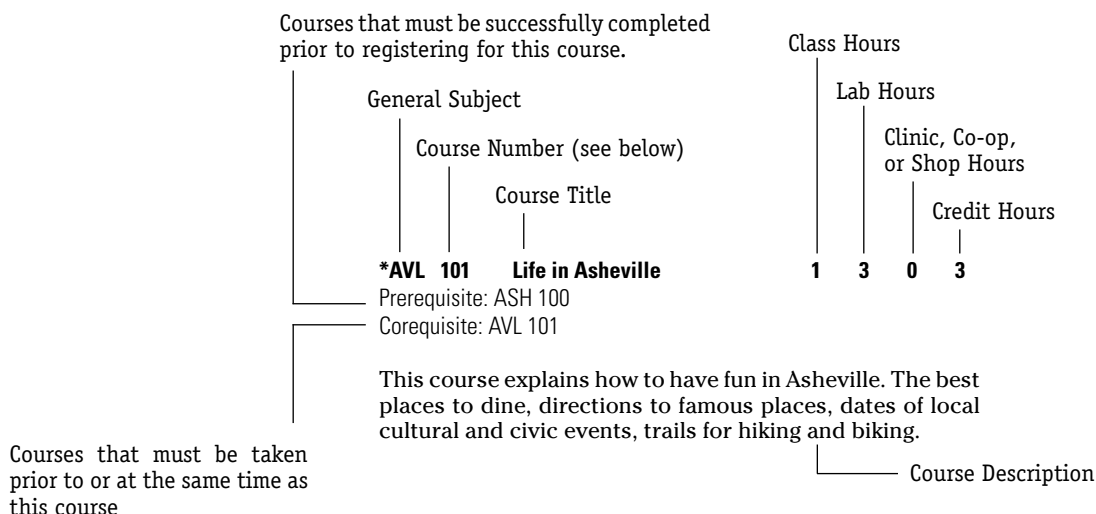 Courses that must be successfully completed
prior to registering for this course.
Class Hours
Lab Hours
General Subject
Clinic, Co-op,
or Shop Hours
Course Number (see below)
Course Title
Credit Hours
*AVL 101 Life in Asheville 1 3 0 3
Prerequisite: ASH 100
Corequisite: AVL 101
This course explains how to have fun in Asheville. The best
places to dine, directions to famous places, dates of local
cultural and civic events, trails for hiking and biking.
Courses that must be taken
prior to or at the same time as
this course
Course Description